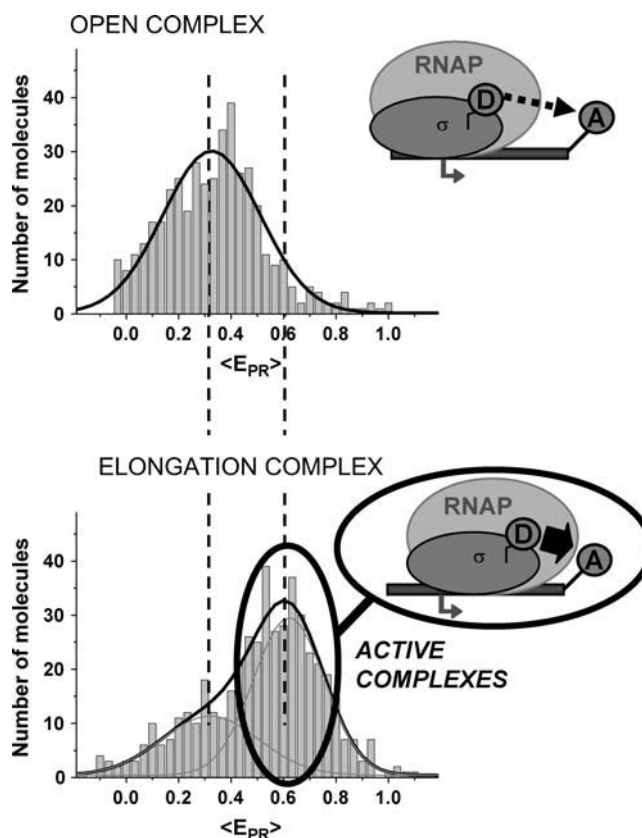 OPEN COMPLEX
Number of molecules
40
30
20
10
0
0.0 0.2 0.4 0.6 0.8 1.0
<E_PR>
RNAP
D
A
σ
ELONGATION COMPLEX
Number of molecules
40
30
20
10
0
0.0 0.2 0.4 0.6 0.8 1.0
<E_PR>
RNAP
D
A
σ
ACTIVE
COMPLEXES